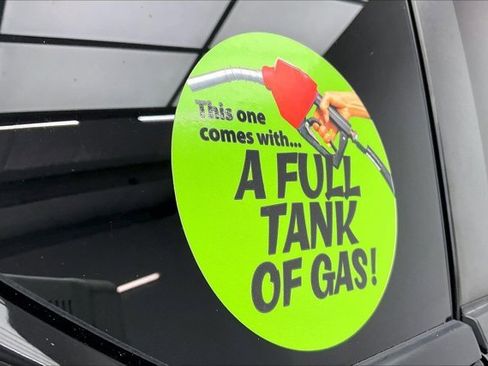 This one
comes with...
A FULL
TANK
OF GAS!